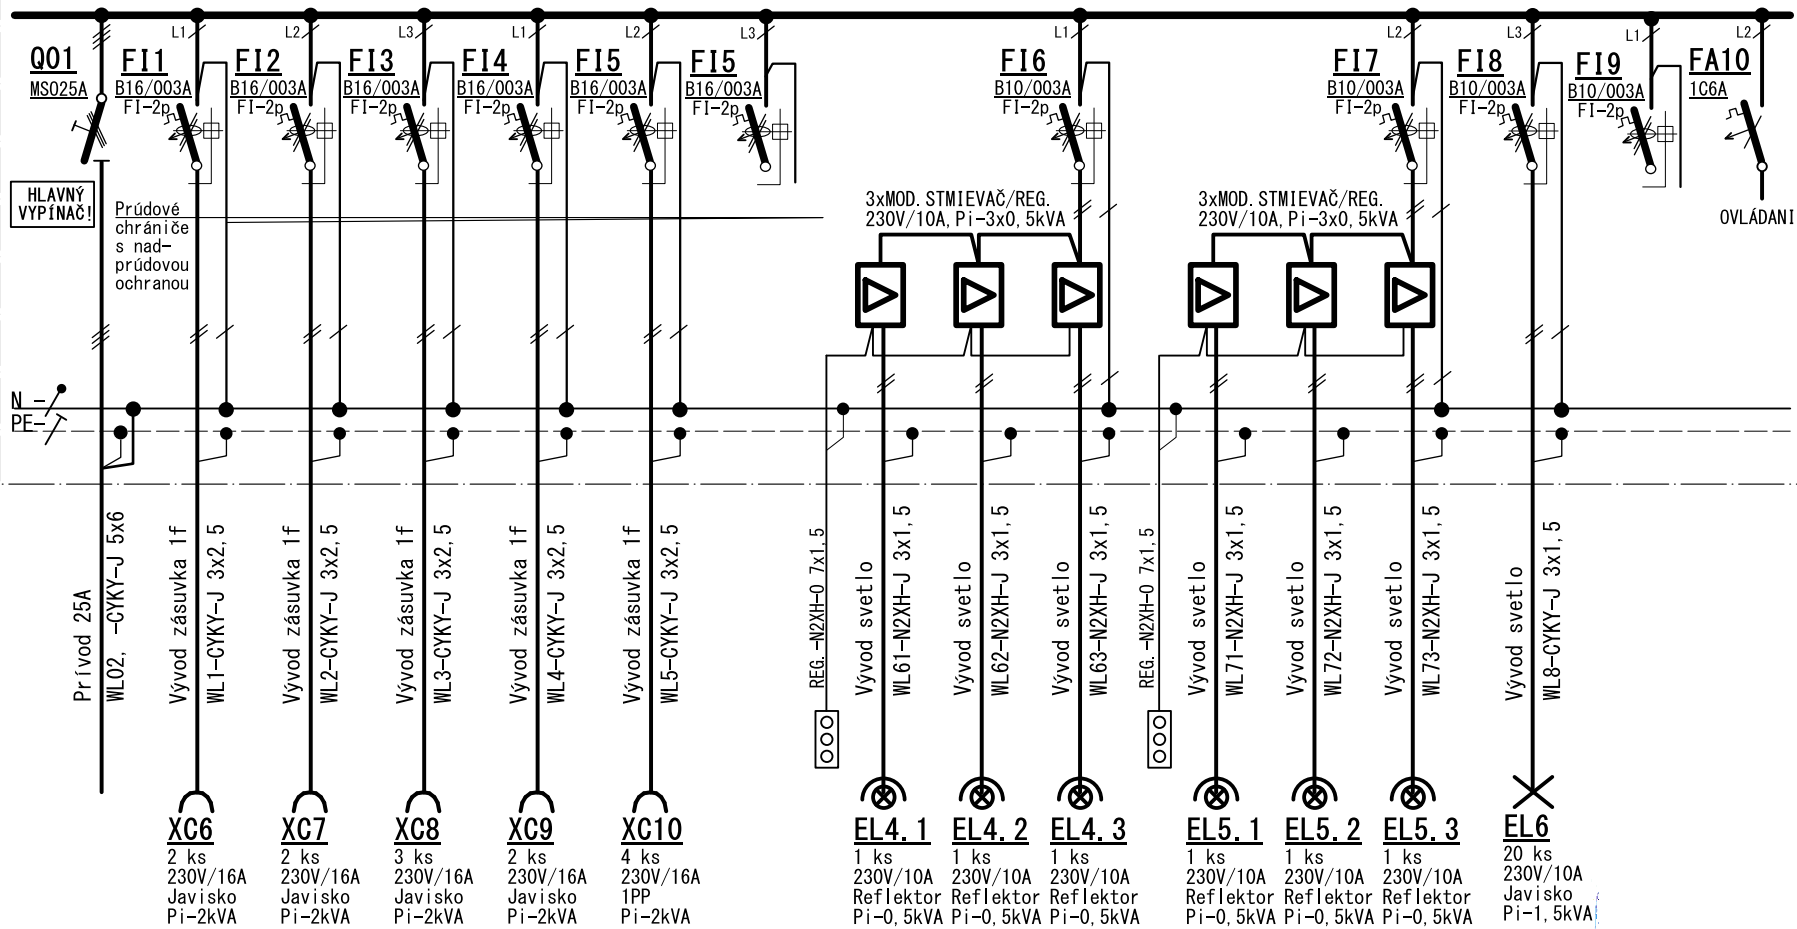 L1
L2
L3
L1
L2
L3
L1
L2
L3
L1
L2
Q01
MSO25A
FI1
B16/003A
FI-2p
FI2
B16/003A
FI-2p
FI3
B16/003A
FI-2p
FI4
B16/003A
FI-2p
FI5
B16/003A
FI-2p
FI5
B16/003A
FI-2p
FI6
B10/003A
FI-2p
FI7
B10/003A
FI-2p
FI8
B10/003A
FI-2p
FI9
B10/003A
FI-2p
FA10
1C6A
HLAVNÝ
VYPÍNAČ!
Prúdové
chrániče
s nad-
prúdovou
ochranou
3xMOD. STMIEVAČ/REG.
230V/10A, Pi-3x0,5kVA
3xMOD. STMIEVAČ/REG.
230V/10A, Pi-3x0,5kVA
OVLÁDANI
N
PE
Prívod 25A
WL02, -CYKY-J 5x6
Vývod zásuvka 1f
WL1-CYKY-J 3x2,5
Vývod zásuvka 1f
WL2-CYKY-J 3x2,5
Vývod zásuvka 1f
WL3-CYKY-J 3x2,5
Vývod zásuvka 1f
WL4-CYKY-J 3x2,5
Vývod zásuvka 1f
WL5-CYKY-J 3x2,5
REG. -N2XH-O 7x1,5
Vývod svetlo
WL61-N2XH-J 3x1,5
Vývod svetlo
WL62-N2XH-J 3x1,5
Vývod svetlo
WL63-N2XH-J 3x1,5
REG. -N2XH-O 7x1,5
Vývod svetlo
WL71-N2XH-J 3x1,5
Vývod svetlo
WL72-N2XH-J 3x1,5
Vývod svetlo
WL73-N2XH-J 3x1,5
Vývod svetlo
WL8-CYKY-J 3x1,5
XC6
2 ks
230V/16A
Javisko
Pi-2kVA
XC7
2 ks
230V/16A
Javisko
Pi-2kVA
XC8
3 ks
230V/16A
Javisko
Pi-2kVA
XC9
2 ks
230V/16A
Javisko
Pi-2kVA
XC10
4 ks
230V/16A
1PP
Pi-2kVA
EL4.1
1 ks
230V/10A
Reflektor
Pi-0,5kVA
EL4.2
1 ks
230V/10A
Reflektor
Pi-0,5kVA
EL4.3
1 ks
230V/10A
Reflektor
Pi-0,5kVA
EL5.1
1 ks
230V/10A
Reflektor
Pi-0,5kVA
EL5.2
1 ks
230V/10A
Reflektor
Pi-0,5kVA
EL5.3
1 ks
230V/10A
Reflektor
Pi-0,5kVA
EL6
20 ks
230V/10A
Javisko
Pi-1,5kVA